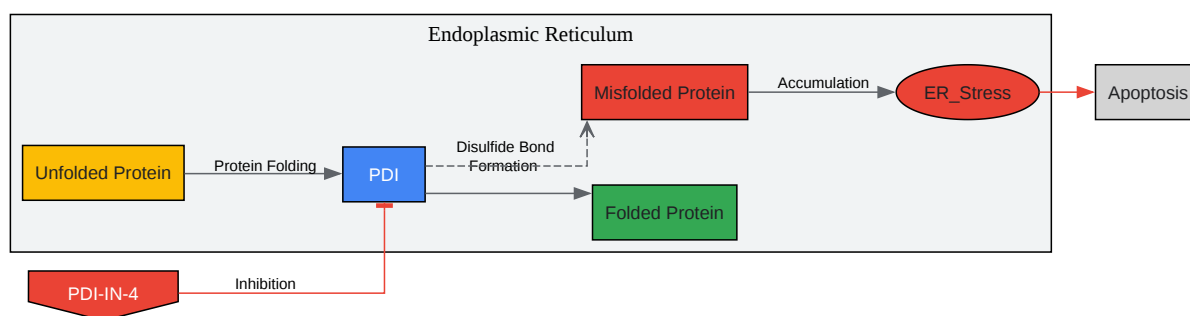 Endoplasmic Reticulum
Misfolded Protein
Accumulation
ER_Stress
Apoptosis
Unfolded Protein
Protein Folding
PDI
Disulfide Bond
Formation
Folded Protein
PDI-IN-4
Inhibition